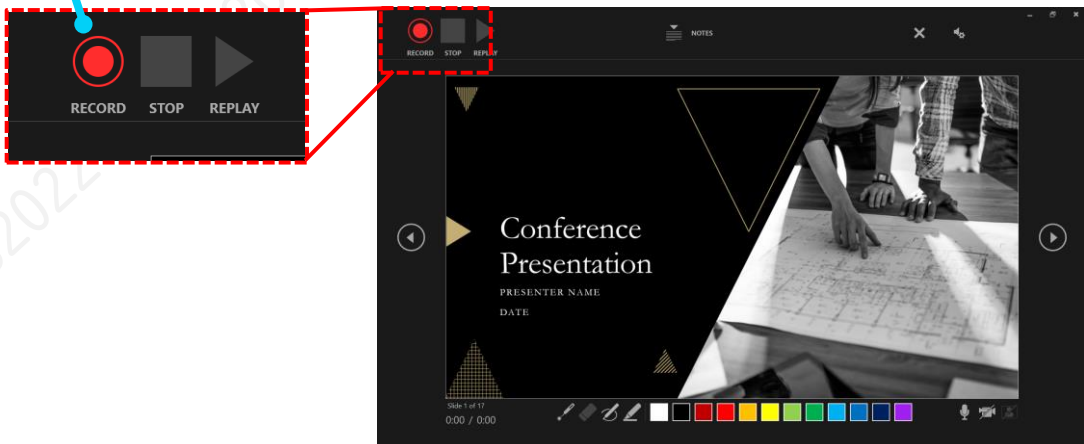 RECORD STOP REPLAY
RECORD STOP REPLAY
NOTES
Conference
Presentation
PRESENTER NAME
DATE
Slide 1 of 17
0:00 / 0:00
2022